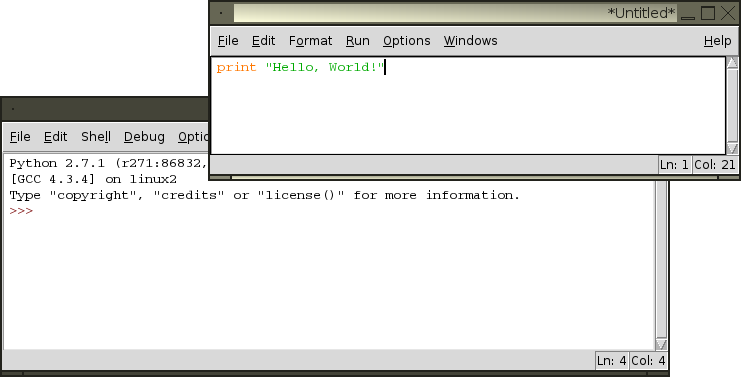 *Untitled*
File Edit Format Run Options Windows Help
print "Hello, World!"
Ln: 1 Col: 21
File Edit Shell Debug
Python 2.7.1 (r271:86832,
[GCC 4.3.4] on linux2
Type "copyright", "credits" or "license()" for more information.
>>>
Ln: 4 Col: 4